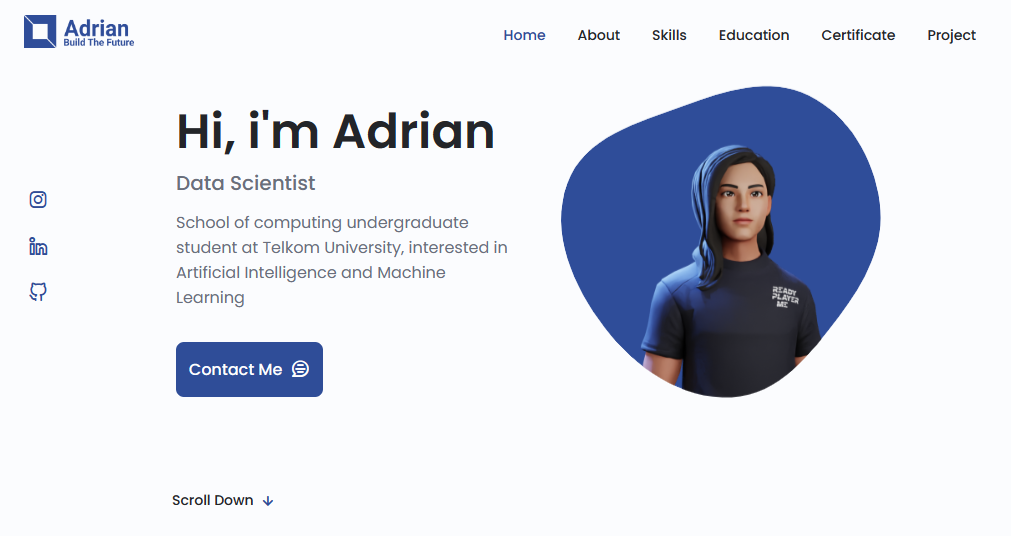 Adrian
Build The Future
Home About Skills Education Certificate Project
Hi, i'm Adrian
Data Scientist
School of computing undergraduate
student at Telkom University, interested in
Artificial Intelligence and Machine
Learning
Contact Me
READY
PLAYER
ME
Scroll Down